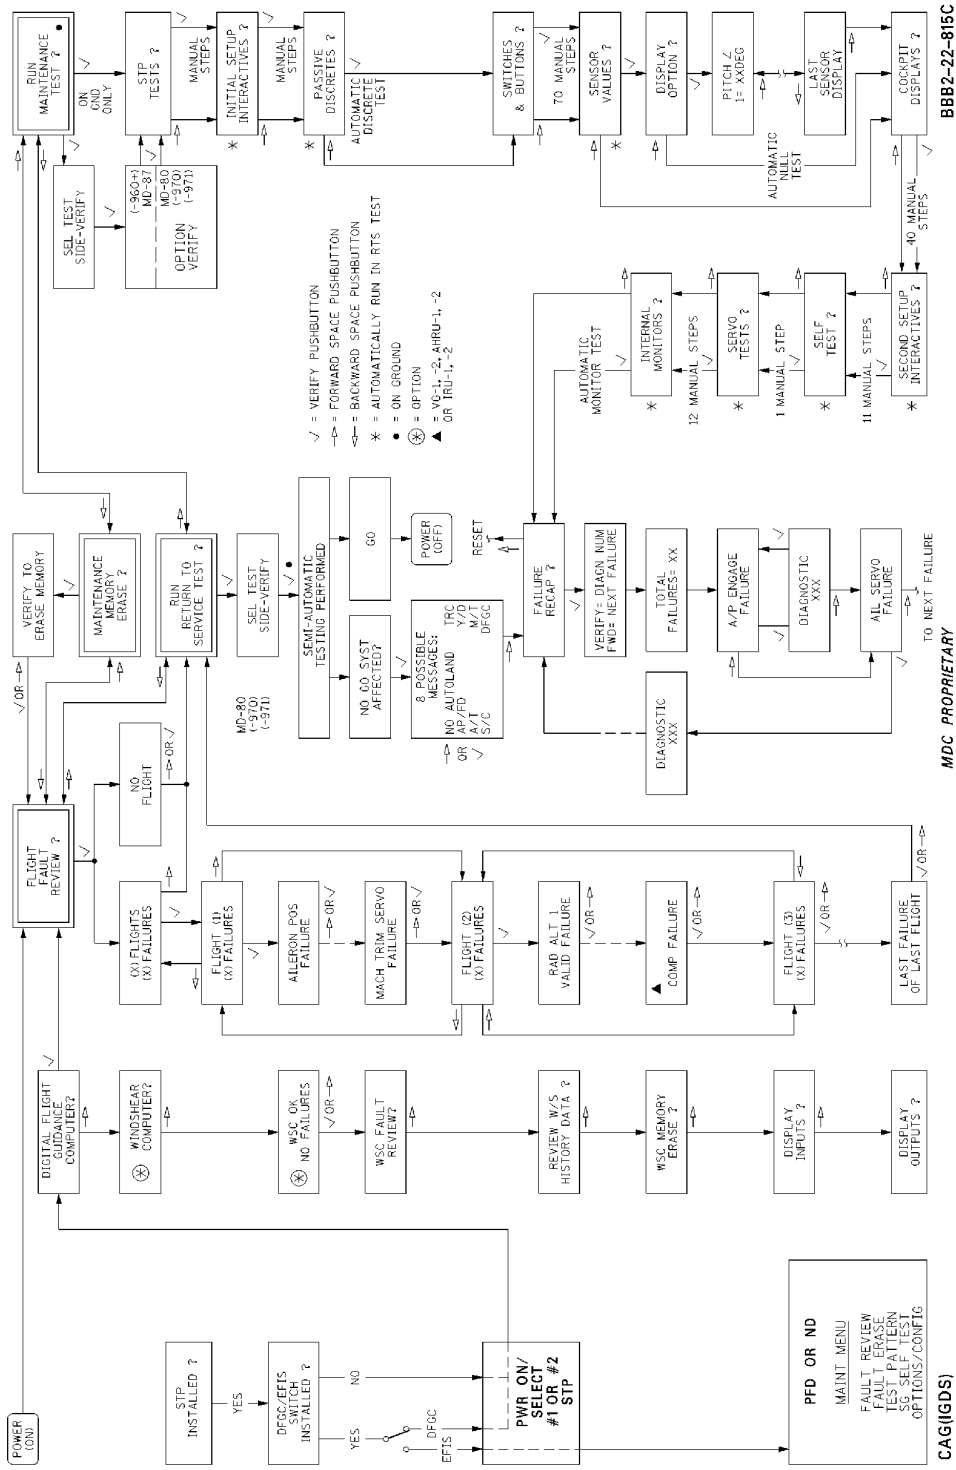 POWER
(ON)
STP
INSTALLED ?
YES
DFGC/EFIS
SWITCH
INSTALLED ?
YES
NO
EFIS
DFGC
PWR ON/
SELECT
#1 OR #2
STP
PFD OR ND
MAINT MENU
FAULT REVIEW
FAULT ERASE
TEST PATTERN
SG SELF TEST
OPTIONS/CONFIG
CAG(IGDS)
DIGITAL FLIGHT
GUIDANCE
COMPUTER?
WINDSHEAR
COMPUTER?
WSC OK
NO FAILURES
√OR
WSC FAULT
REVIEW?
REVIEW W/S
HISTORY DATA ?
WSC MEMORY
ERASE ?
DISPLAY
INPUTS ?
DISPLAY
OUTPUTS ?
FLIGHT
FAULT
REVIEW ?
NO
FLIGHT
OR√
(X) FLIGHTS
(X) FAILURES
FLIGHT (1)
(X) FAILURES
AILERON POS
FAILURE
OR√
MACH TRIM SERVO
FAILURE
OR√
FLIGHT (2)
(X) FAILURES
RAD ALT 1
VALID FAILURE
√OR
▲
COMP FAILURE
√OR
FLIGHT (3)
(X) FAILURES
√OR
LAST FAILURE
OF LAST FLIGHT
√OR
VERIFY TO
ERASE MEMORY
√OR
MAINTENANCE
MEMORY
ERASE ?
RUN
RETURN TO
SERVICE TEST ?
MD-80
(-970)
(-971)
SEL TEST
SIDE-VERIFY
SEMI-AUTOMATIC
TESTING PERFORMED
NO GO SYST
AFFECTED?
GO
POWER
(OFF)
8 POSSIBLE
MESSAGES:
NO AUTOLAND TRC
AP/FD Y/D
A/T M/T
S/C DFGC
OR
√
RESET
FAILURE
RECAP ?
VERIFY= DIAGN NUM
FWD= NEXT FAILURE
TOTAL
FAILURES= XX
A/P ENGAGE
FAILURE
DIAGNOSTIC
XXX
AIL SERVO
FAILURE
TO NEXT FAILURE
DIAGNOSTIC
XXX
MDC PROPRIETARY
√ = VERIFY PUSHBUTTON
= FORWARD SPACE PUSHBUTTON
= BACKWARD SPACE PUSHBUTTON
* = AUTOMATICALLY RUN IN RTS TEST
● = ON GROUND
= OPTION
▲ = VG-1, -2, AHRU-1, -2
OR IRU-1, -2
RUN
MAINTENANCE
TEST ?
ON
GND
ONLY
SEL TEST
SIDE-VERIFY
(-960+)
MD-87
MD-80
(-970)
(-971)
OPTION
VERIFY
STP
TESTS ?
MANUAL
STEPS
INITIAL SETUP
INTERACTIVES ?
MANUAL
STEPS
PASSIVE
DISCRETES ?
AUTOMATIC
DISCRETE
TEST
SWITCHES
& BUTTONS ?
70 MANUAL
STEPS
SENSOR
VALUES ?
DISPLAY
OPTION ?
PITCH /
1= XXDEG
LAST
SENSOR
DISPLAY
AUTOMATIC
NULL
TEST
COCKPIT
DISPLAYS ?
40 MANUAL
STEPS
SECOND SETUP
INTERACTIVES ?
11 MANUAL STEPS
SELF
TEST ?
1 MANUAL STEP
SERVO
TESTS ?
12 MANUAL STEPS
INTERNAL
MONITORS ?
AUTOMATIC
MONITOR TEST
BBB2-22-815C